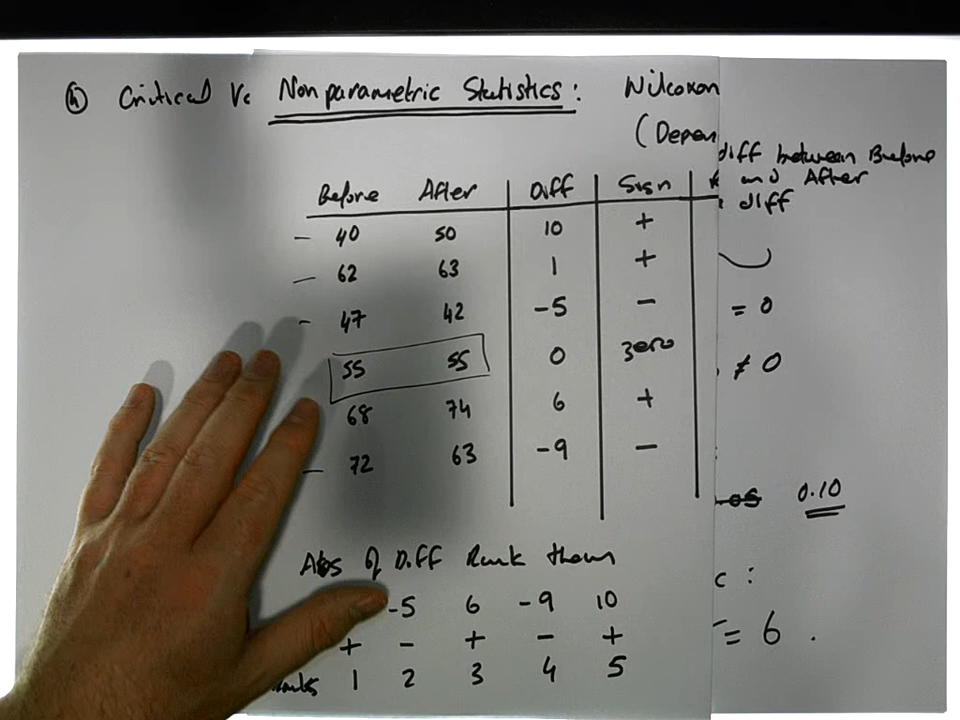 (h) Critical
Nonparametric Statistics: Wilcoxon
diff between Before
and After
diff
Before After Diff Sign
- 40 50 10 +
- 62 63 1 +
- 47 42 -5 - = 0
55 55 0 zero ≠ 0
68 74 6 +
- 72 63 -9 -
0.10
Abs of Diff Rank them
c :
-5 6 -9 10
+ - + - + = 6 .
1 2 3 4 5